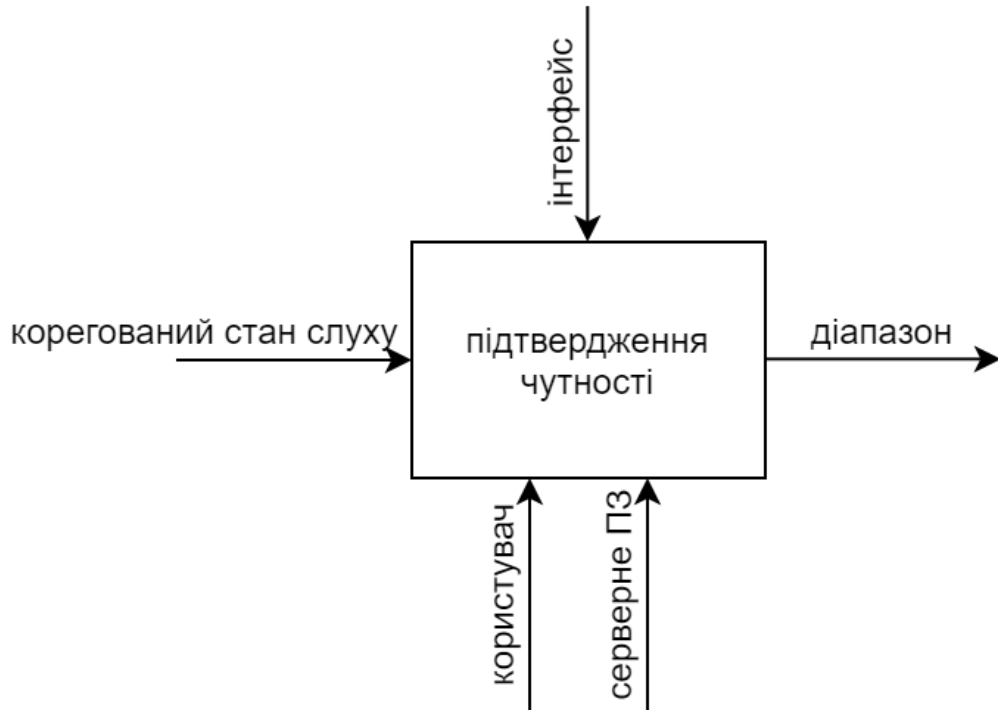 інтерфейс
корегований стан слуху
підтвердження
чутності
діапазон
користувач
серверне ПЗ